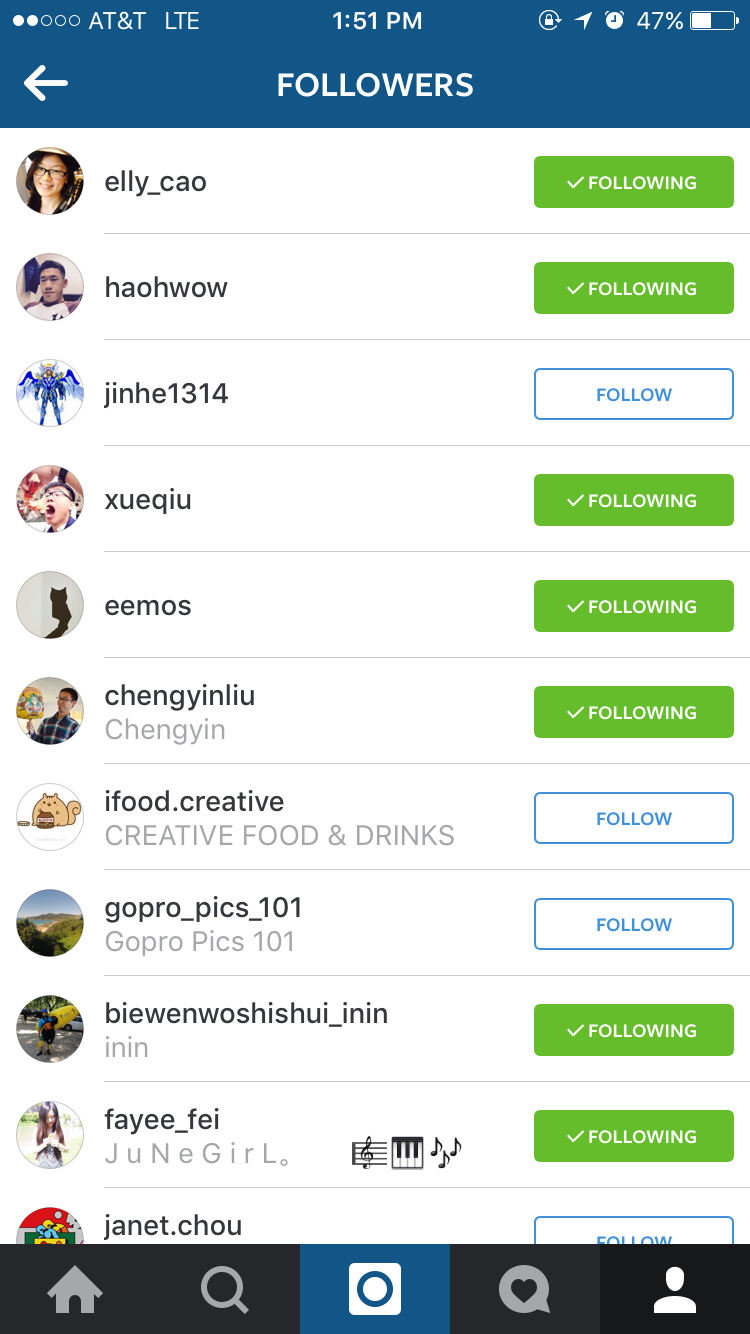 AT&T LTE 1:51 PM 47%
FOLLOWERS
elly_cao FOLLOWING
haohwow FOLLOWING
jinhe1314 FOLLOW
xueqiu FOLLOWING
eemos FOLLOWING
chengyinliu FOLLOWING
Chengyin
ifood.creative FOLLOW
CREATIVE FOOD & DRINKS
gopro_pics_101 FOLLOW
Gopro Pics 101
biewenwoshishui_inin FOLLOWING
inin
fayee_fei FOLLOWING
J u N e G i r L。 🎼🎹🎶
janet.chou FOLLOW